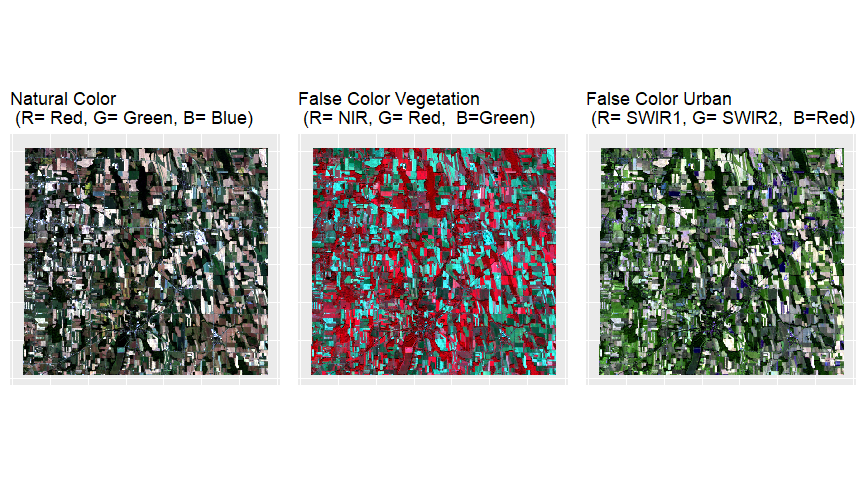 Natural Color
(R= Red, G= Green, B= Blue)
False Color Vegetation
(R= NIR, G= Red,  B=Green)
False Color Urban
(R= SWIR1, G= SWIR2,  B=Red)